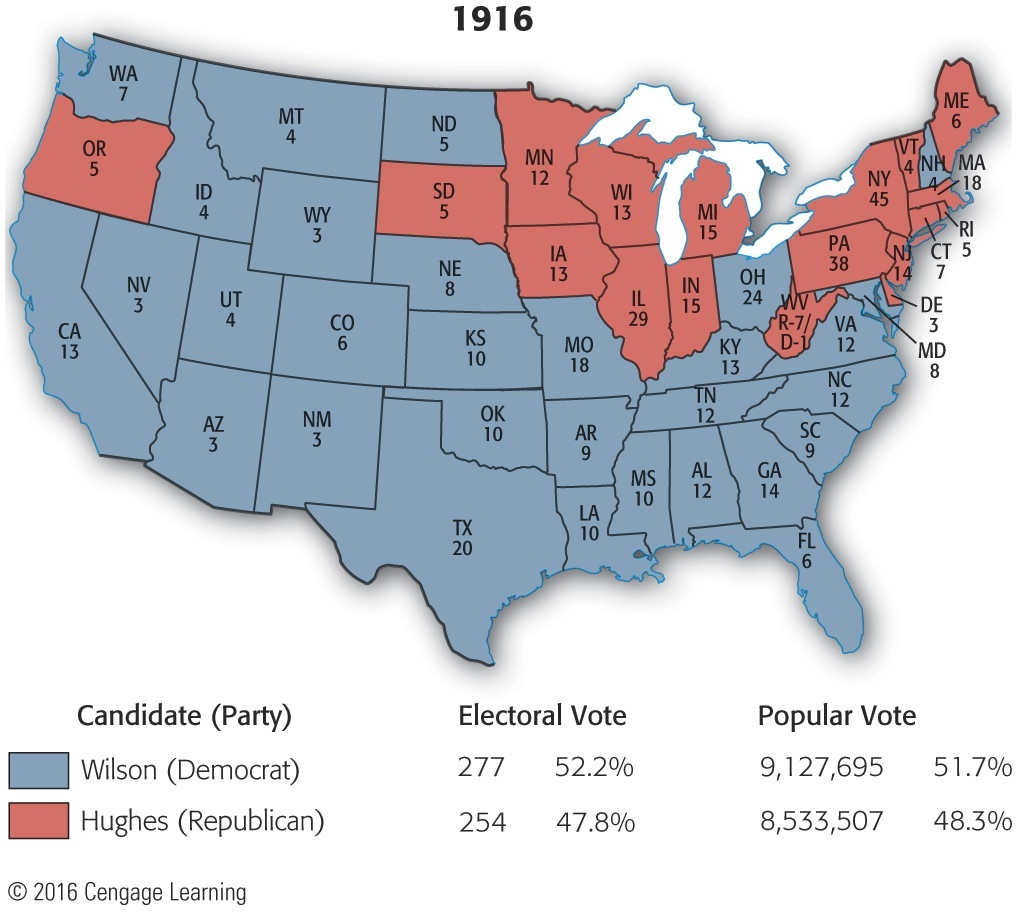 1916
WA
7
MT
4
ND
5
OR
5
ID
4
WY
3
SD
5
MN
12
WI
13
MI
15
NY
45
VT
4
NH
4
ME
6
MA
18
RI
5
CT
7
NJ
14
PA
38
DE
3
MD
8
CA
13
NV
3
UT
4
CO
6
NE
8
KS
10
IA
13
MO
18
IL
29
IN
15
OH
24
WV
R-7/
D-1
VA
12
KY
13
TN
12
NC
12
SC
9
AZ
3
NM
3
OK
10
TX
20
AR
9
LA
10
MS
10
AL
12
GA
14
FL
6
Candidate (Party) Electoral Vote Popular Vote
Wilson (Democrat) 277 52.2% 9,127,695 51.7%
Hughes (Republican) 254 47.8% 8,533,507 48.3%
© 2016 Cengage Learning